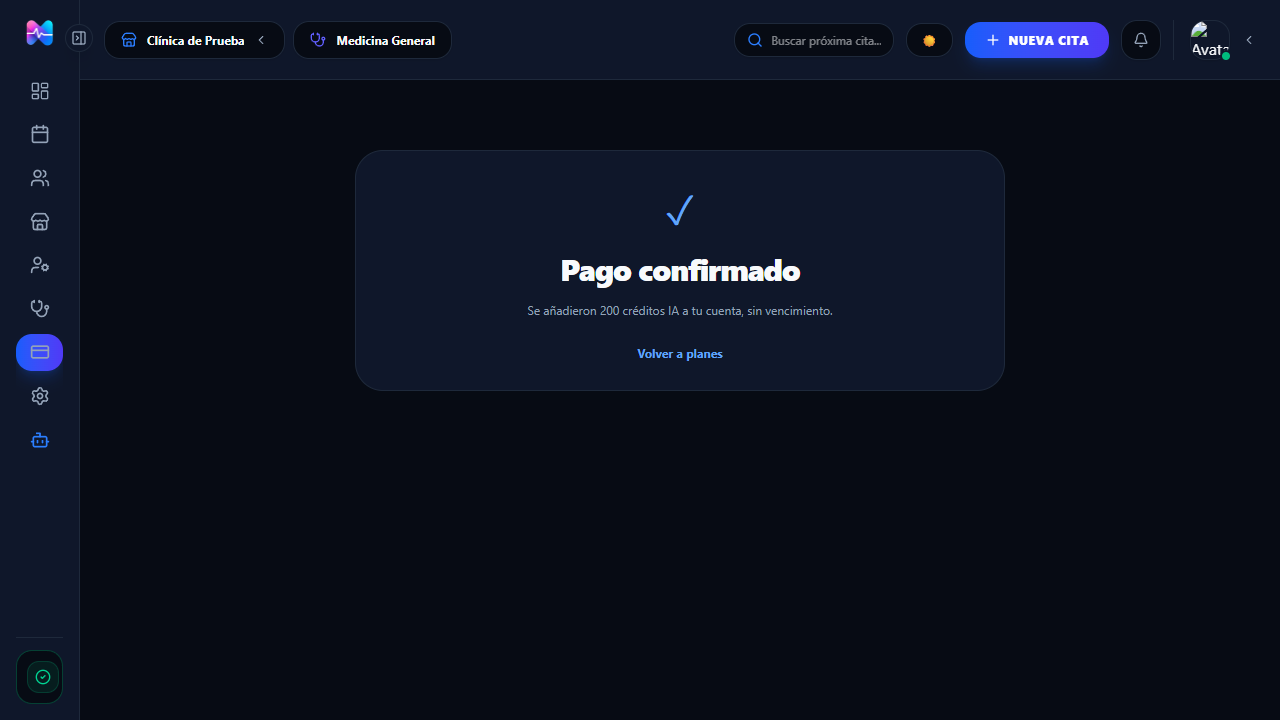 Clínica de Prueba
Medicina General
Buscar próxima cita...
NUEVA CITA
Avata
Pago confirmado
Se añadieron 200 créditos IA a tu cuenta, sin vencimiento.
Volver a planes